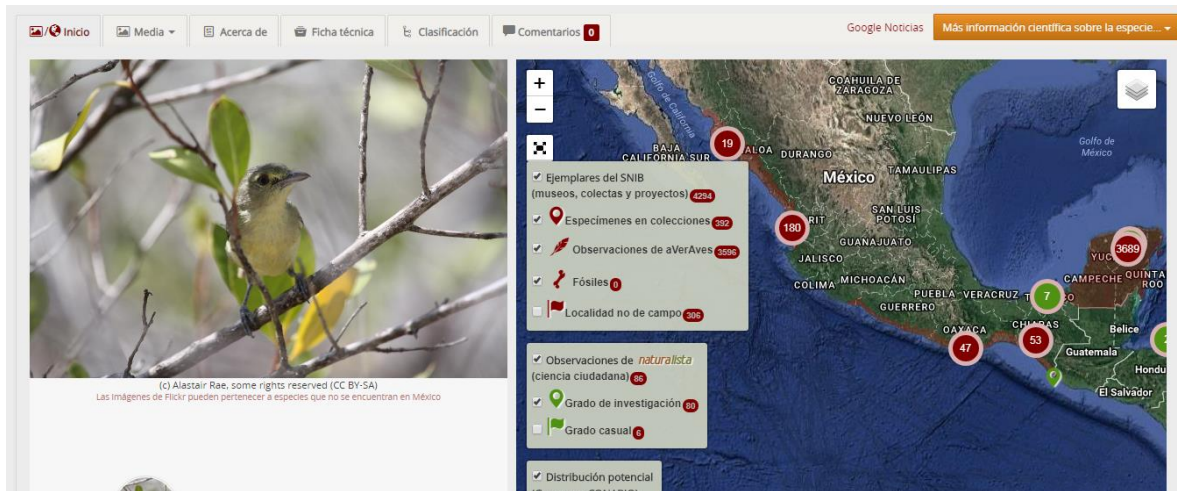 Inicio
Media
Acerca de
Ficha técnica
Clasificación
Comentarios 0
Google Noticias
Más información científica sobre la especie...
(c) Alastair Rae, some rights reserved (CC BY-SA)
Las imágenes de Flickr pueden pertenecer a especies que no se encuentran en México
+
−
Ejemplares del SNIB
(museos, colectas y proyectos) 4294
Especímenes en colecciones 392
Observaciones de aVerAves 3596
Fósiles 0
Localidad no de campo 306
Observaciones de naturalista
(ciencia ciudadana) 86
Grado de investigación 80
Grado casual 6
Distribución potencial
COAHUILA DE
ZARAGOZA
NUEVO LEÓN
Golfo de California
Golfo de
México
BAJA
CALIFORNIA SUR
19
DURANGO
México
TAMAULIPAS
SAN LUIS
POTOSÍ
180
GUANAJUATO
JALISCO
COLIMA
MICHOACÁN
PUEBLA
VERACRUZ
GUERRERO
OAXACA
CHIAPAS
3689
CAMPECHE
QUINTA
ROO
7
47
53
Belice
Guatemala
Hondu
El Salvador